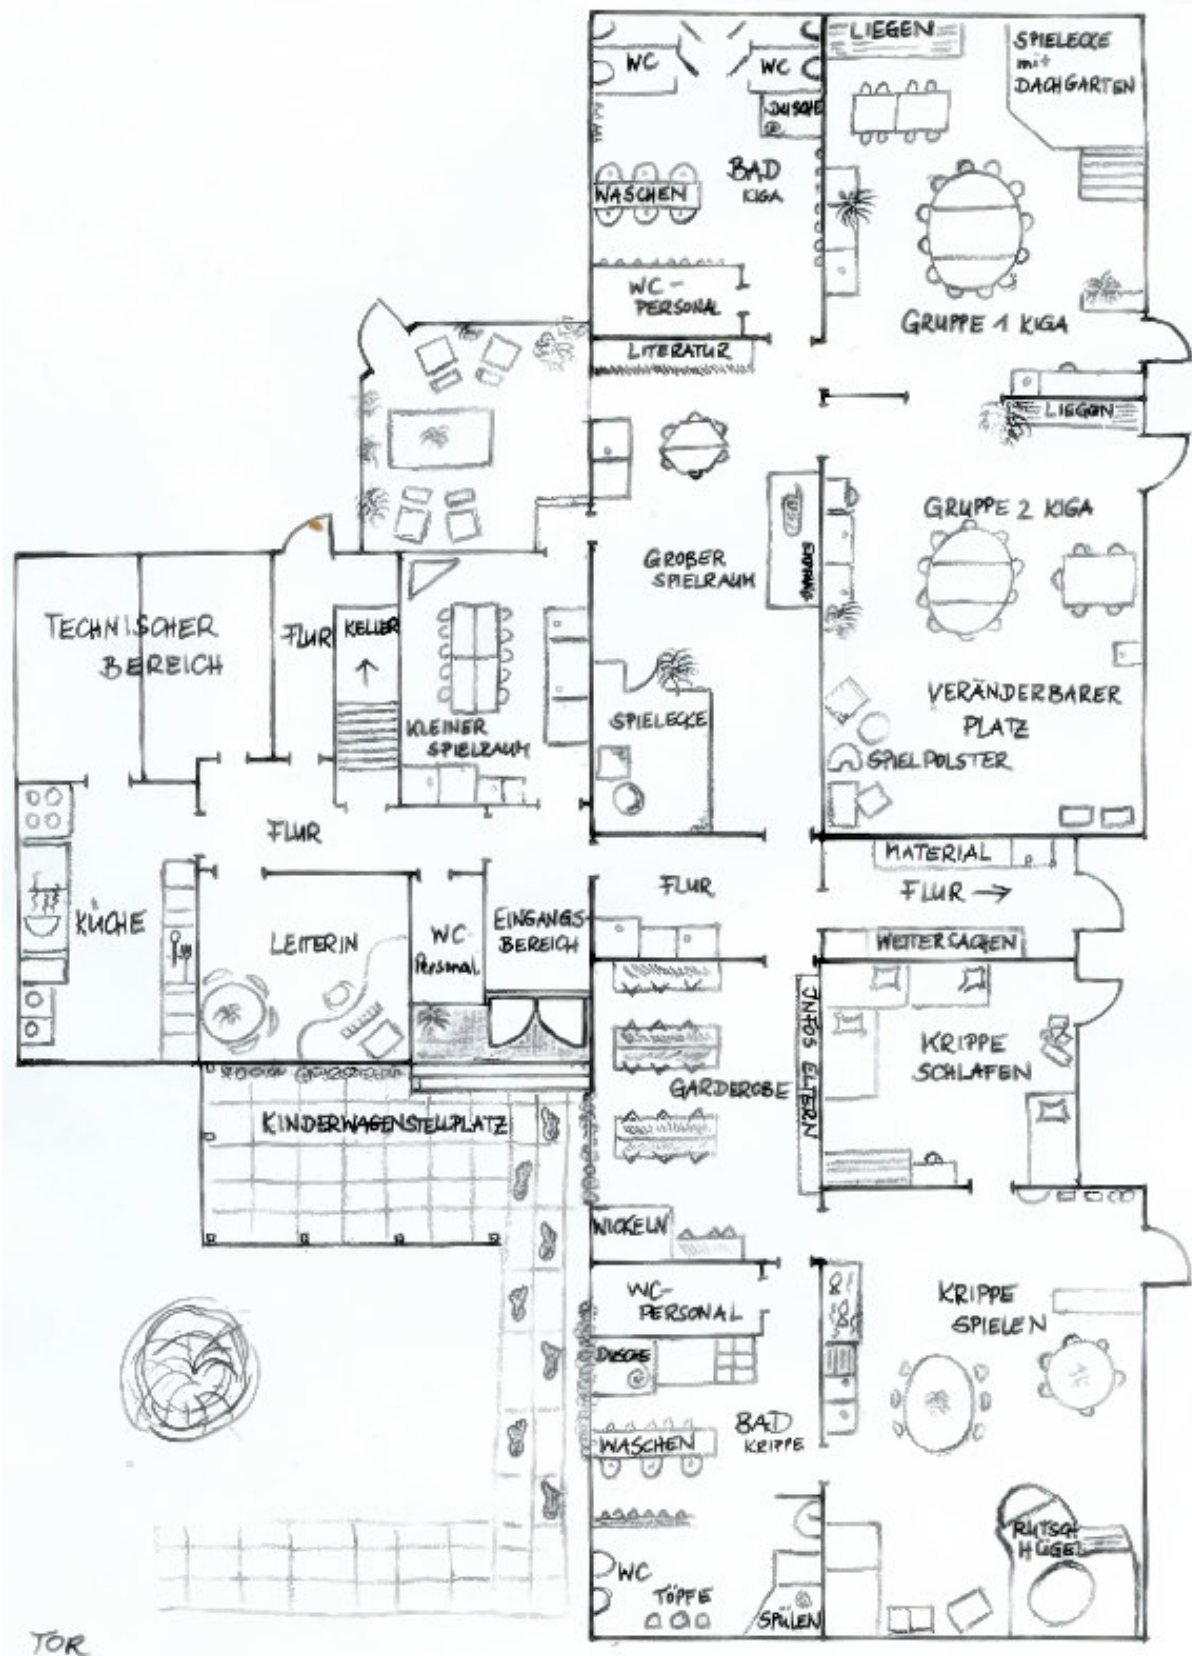 LIEGEN
SPIELECKE
mit
DACHGARTEN
WC
WC
DUSCHE
BAD
KIGA
WASCHEN
WC-
PERSONAL
GRUPPE 1 KIGA
LITERATUR
LIEGEN
GRUPPE 2 KIGA
GROßER
SPIELRAUM
TECHNISCHER
BEREICH
FLUR
KELLER
KLEINER
SPIELRAUM
SPIELECKE
VERÄNDERBARER
PLATZ
SPIELPOLSTER
FLUR
MATERIAL
FLUR
FLUR →
KÜCHE
LEITERIN
WC
Personal
EINGANGS-
BEREICH
WETTERSACHEN
INFOS ELTERN
KRIPPE
SCHLAFEN
GARDEROBE
KINDERWAGENSTELLPLATZ
WICKELN
WC-
PERSONAL
KRIPPE
SPIELEN
DUSCHE
BAD
KRIPPE
WASCHEN
RUTSCH
HÜGEL
WC
TÖPFE
SPÜLEN
TOR